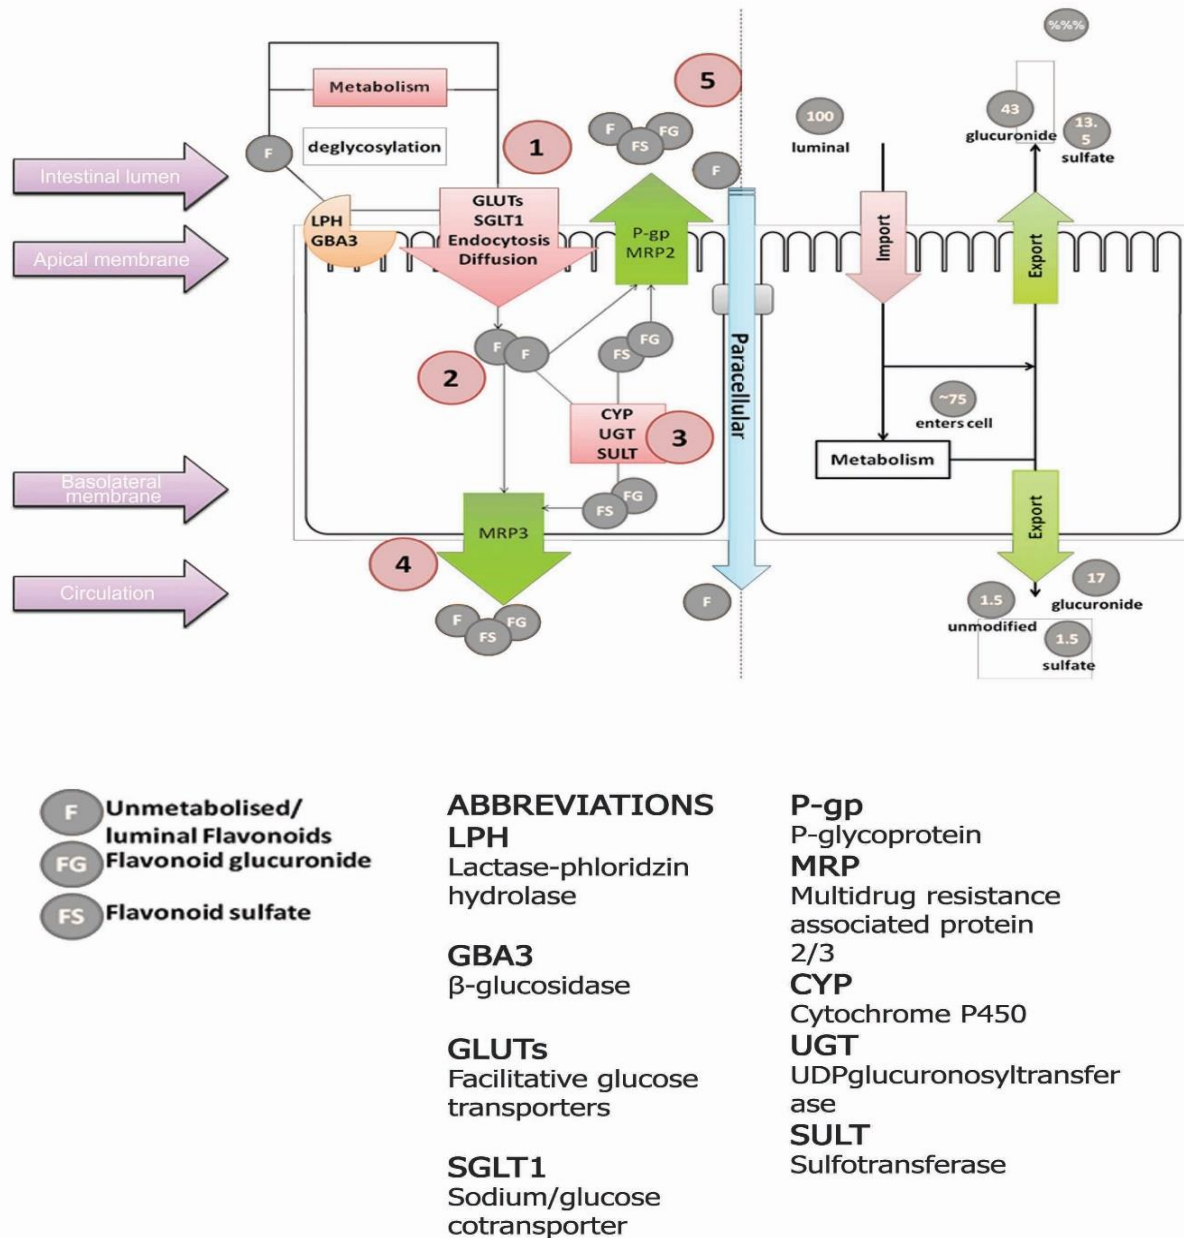 Intestinal lumen
Apical membrane
Basolateral
membrane
Circulation
Metabolism
F
deglycosylation
LPH
GBA3
1
GLUTs
SGLT1
Endocytosis
Diffusion
F
FG
FS
P-gp
MRP2
5
F
F
F
2
FS
FG
CYP
UGT
SULT
3
FG
FS
MRP3
4
F
FG
FS
Paracellular
F
%%%
100
luminal
43
glucuronide
13.
5
sulfate
Import
Export
~75
enters cell
Metabolism
Export
17
glucuronide
1.5
unmodified
1.5
sulfate
F Unmetabolised/
luminal Flavonoids
FG Flavonoid glucuronide
FS Flavonoid sulfate
ABBREVIATIONS
LPH
Lactase-phloridzin
hydrolase
GBA3
β-glucosidase
GLUTs
Facilitative glucose
transporters
SGLT1
Sodium/glucose
cotransporter
P-gp
P-glycoprotein
MRP
Multidrug resistance
associated protein
2/3
CYP
Cytochrome P450
UGT
UDPglucuronosyltransfer
ase
SULT
Sulfotransferase